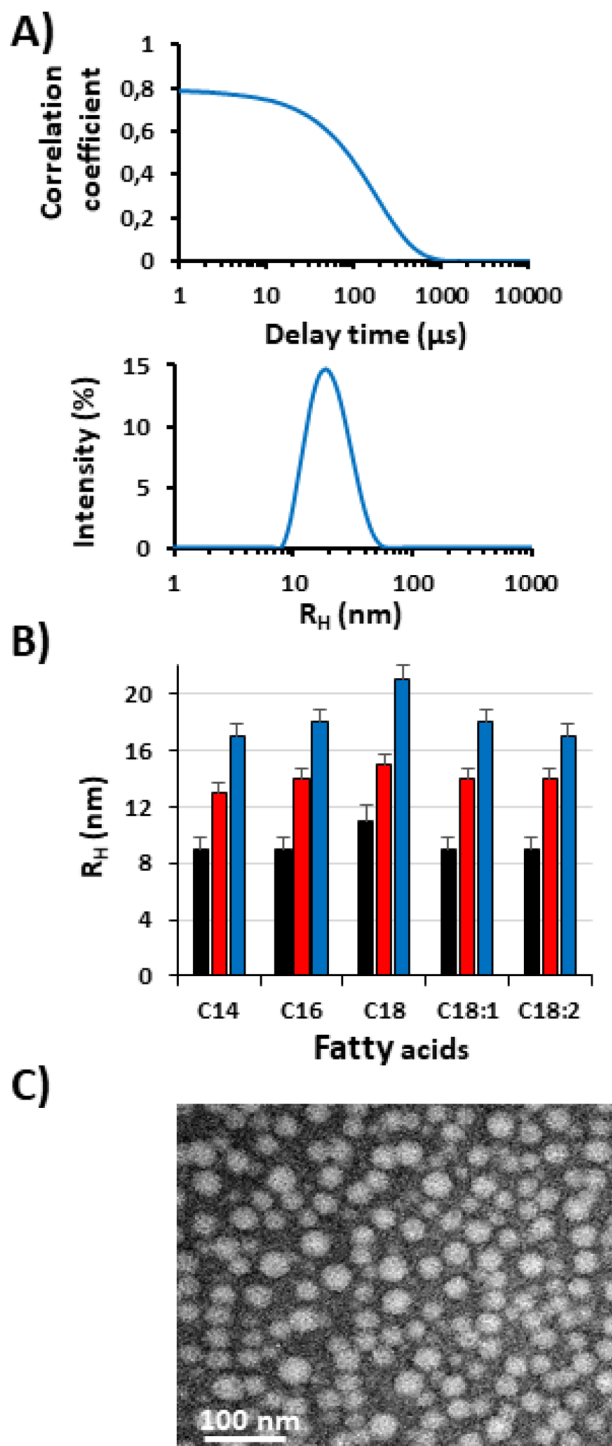 A)
Correlation
coefficient
1
0,8
0,6
0,4
0,2
0
1 10 100 1000 10000
Delay time (µs)
Intensity (%)
15
10
5
0
1 10 100 1000
R_H (nm)
B)
R_H (nm)
20
16
12
8
4
0
C14 C16 C18 C18:1 C18:2
Fatty acids
C)
100 nm